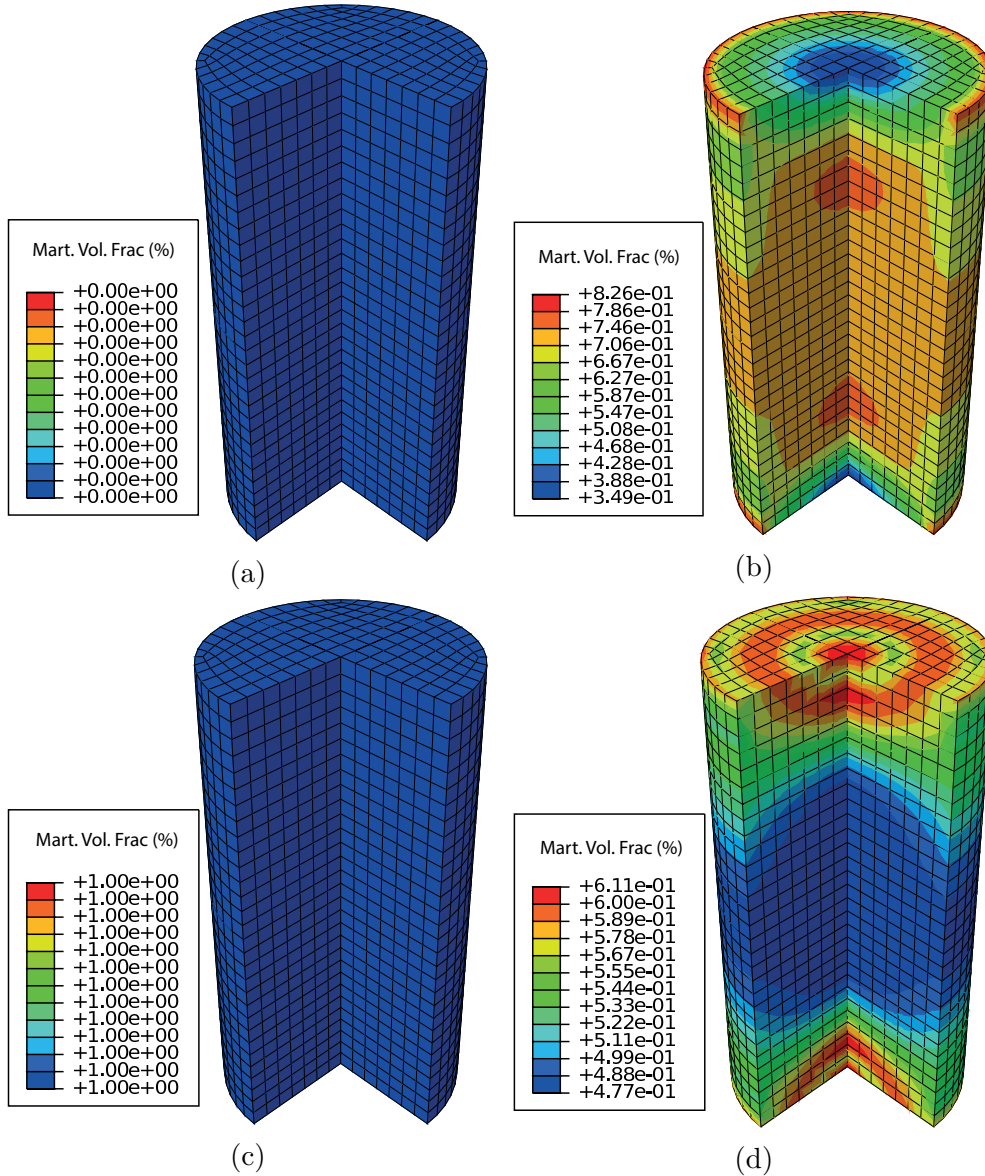 Mart. Vol. Frac (%)
+0.00e+00
+0.00e+00
+0.00e+00
+0.00e+00
+0.00e+00
+0.00e+00
+0.00e+00
+0.00e+00
+0.00e+00
+0.00e+00
+0.00e+00
+0.00e+00
+0.00e+00
(a)
Mart. Vol. Frac (%)
+8.26e-01
+7.86e-01
+7.46e-01
+7.06e-01
+6.67e-01
+6.27e-01
+5.87e-01
+5.47e-01
+5.08e-01
+4.68e-01
+4.28e-01
+3.88e-01
+3.49e-01
(b)
Mart. Vol. Frac (%)
+1.00e+00
+1.00e+00
+1.00e+00
+1.00e+00
+1.00e+00
+1.00e+00
+1.00e+00
+1.00e+00
+1.00e+00
+1.00e+00
+1.00e+00
+1.00e+00
+1.00e+00
(c)
Mart. Vol. Frac (%)
+6.11e-01
+6.00e-01
+5.89e-01
+5.78e-01
+5.67e-01
+5.55e-01
+5.44e-01
+5.33e-01
+5.22e-01
+5.11e-01
+4.99e-01
+4.88e-01
+4.77e-01
(d)